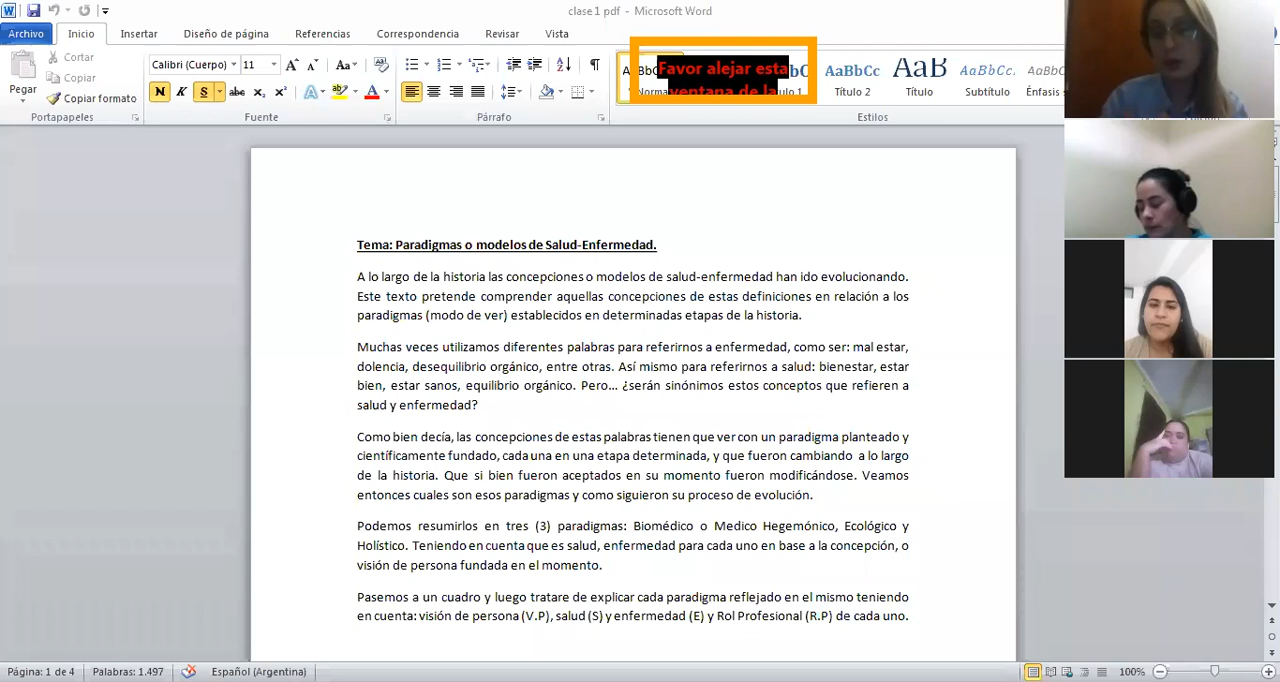 clase1 pdf - Microsoft Word
Archivo Inicio Insertar Diseño de página Referencias Correspondencia Revisar Vista
Cortar
Copiar
Copiar formato
Pegar
Portapapeles
Calibri (Cuerpo) 11
N K S abc x₂ x²
Fuente
Párrafo
Favor alejar esta
ventana de la
AaBbCc AaB AaBbCc.
Título 2 Título Subtítulo Énfasis
Estilos
Tema: Paradigmas o modelos de Salud-Enfermedad.
A lo largo de la historia las concepciones o modelos de salud-enfermedad han ido evolucionando.
Este texto pretende comprender aquellas concepciones de estas definiciones en relación a los
paradigmas (modo de ver) establecidos en determinadas etapas de la historia.
Muchas veces utilizamos diferentes palabras para referirnos a enfermedad, como ser: mal estar,
dolencia, desequilibrio orgánico, entre otras. Así mismo para referirnos a salud: bienestar, estar
bien, estar sanos, equilibrio orgánico. Pero... ¿serán sinónimos estos conceptos que refieren a
salud y enfermedad?
Como bien decía, las concepciones de estas palabras tienen que ver con un paradigma planteado y
científicamente fundado, cada una en una etapa determinada, y que fueron cambiando a lo largo
de la historia. Que si bien fueron aceptados en su momento fueron modificándose. Veamos
entonces cuales son esos paradigmas y como siguieron su proceso de evolución.
Podemos resumirlos en tres (3) paradigmas: Biomédico o Medico Hegemónico, Ecológico y
Holístico. Teniendo en cuenta que es salud, enfermedad para cada uno en base a la concepción, o
visión de persona fundada en el momento.
Pasemos a un cuadro y luego tratare de explicar cada paradigma reflejado en el mismo teniendo
en cuenta: visión de persona (V.P), salud (S) y enfermedad (E) y Rol Profesional (R.P) de cada uno.
Página: 1 de 4 Palabras: 1.497 Español (Argentina) 100%